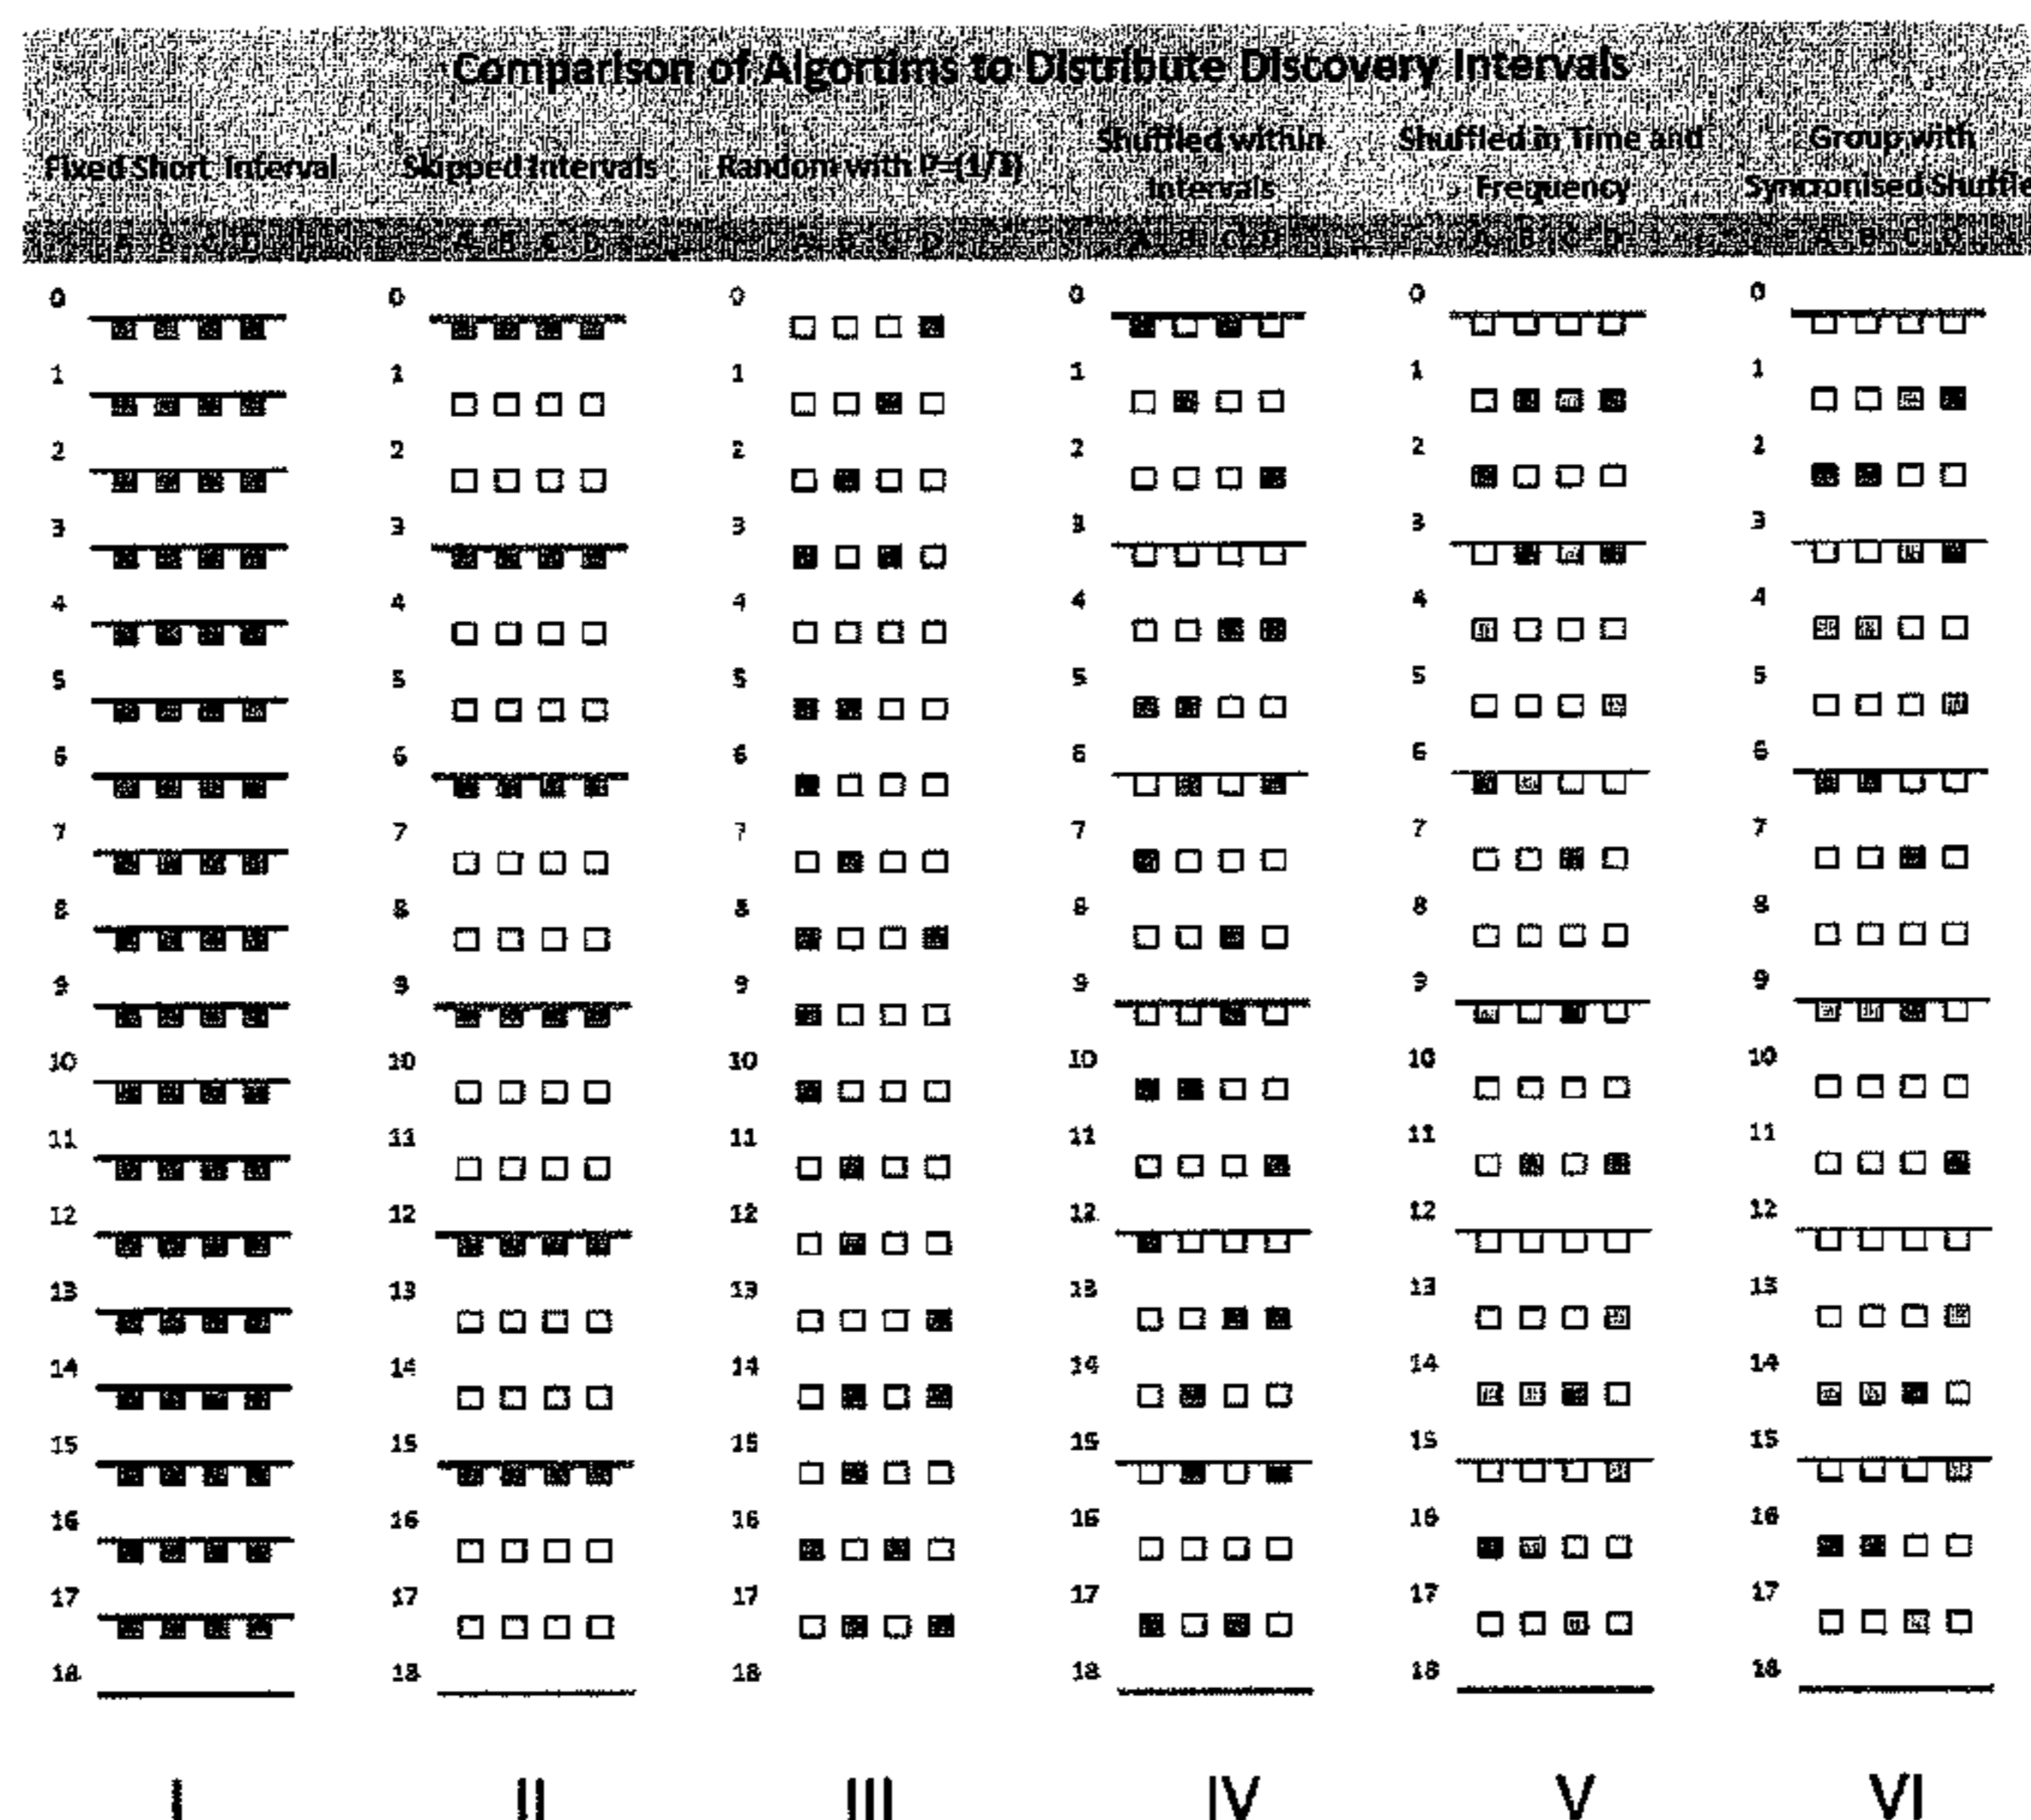 Comparison of Algortims to Distribute Discovery Intervals
Fixed Short Interval Skipped Intervals Random with P=(1/3) Shuffled within Intervals Shuffled in Time and Frequency Group with Syncronised Shuffle
A B C D A B C D A B C D A B C D A B C D A B C D
0 0 0 0 0 0
1 1 1 1 1 1
2 2 2 2 2 2
3 3 3 3 3 3
4 4 4 4 4 4
5 5 5 5 5 5
6 6 6 6 6 6
7 7 7 7 7 7
8 8 8 8 8 8
9 9 9 9 9 9
10 10 10 10 10 10
11 11 11 11 11 11
12 12 12 12 12 12
13 13 13 13 13 13
14 14 14 14 14 14
15 15 15 15 15 15
16 16 16 16 16 16
17 17 17 17 17 17
18 18 18 18 18 18
I II III IV V VI